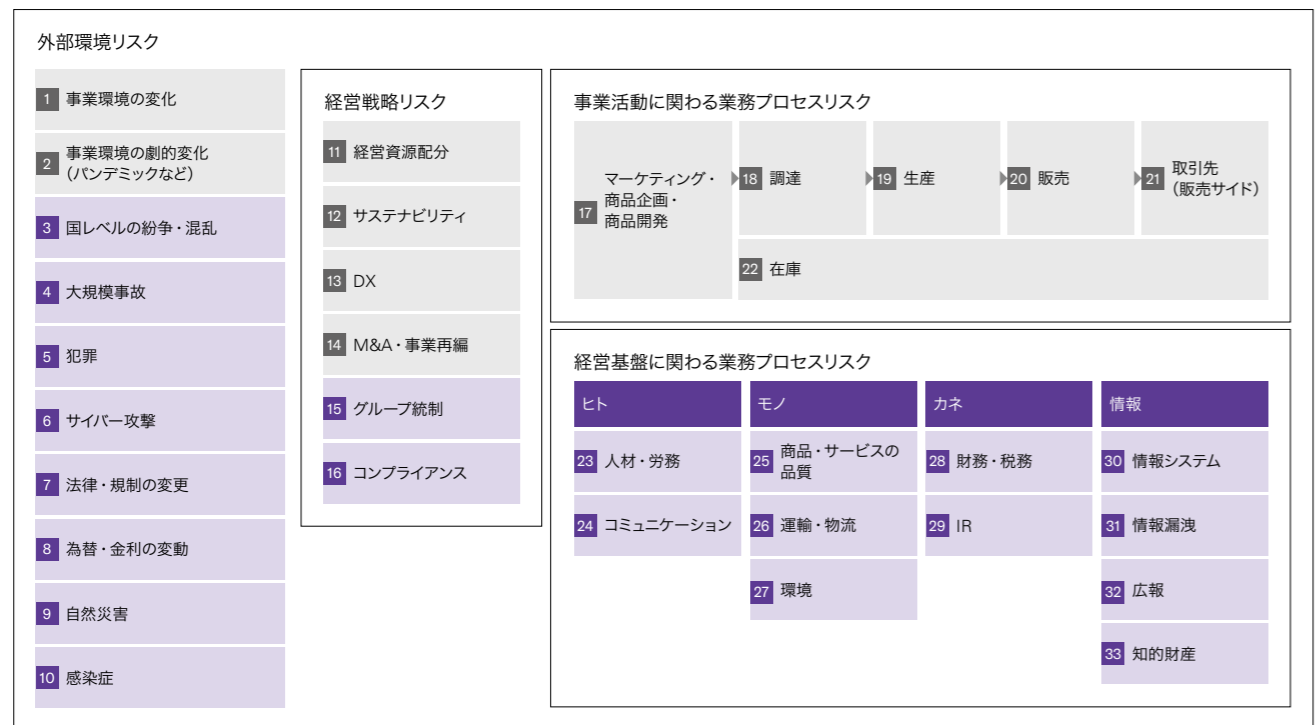 外部環境リスク
1 事業環境の変化
2 事業環境の劇的変化
（パンデミックなど）
3 国レベルの紛争・混乱
4 大規模事故
5 犯罪
6 サイバー攻撃
7 法律・規制の変更
8 為替・金利の変動
9 自然災害
10 感染症
経営戦略リスク
11 経営資源配分
12 サステナビリティ
13 DX
14 M&A・事業再編
15 グループ統制
16 コンプライアンス
事業活動に関わる業務プロセスリスク
17 マーケティング・
商品企画・
商品開発
18 調達
19 生産
20 販売
21 取引先
（販売サイド）
22 在庫
経営基盤に関わる業務プロセスリスク
ヒト
23 人材・労務
24 コミュニケーション
モノ
25 商品・サービスの
品質
26 運輸・物流
27 環境
カネ
28 財務・税務
29 IR
情報
30 情報システム
31 情報漏洩
32 広報
33 知的財産